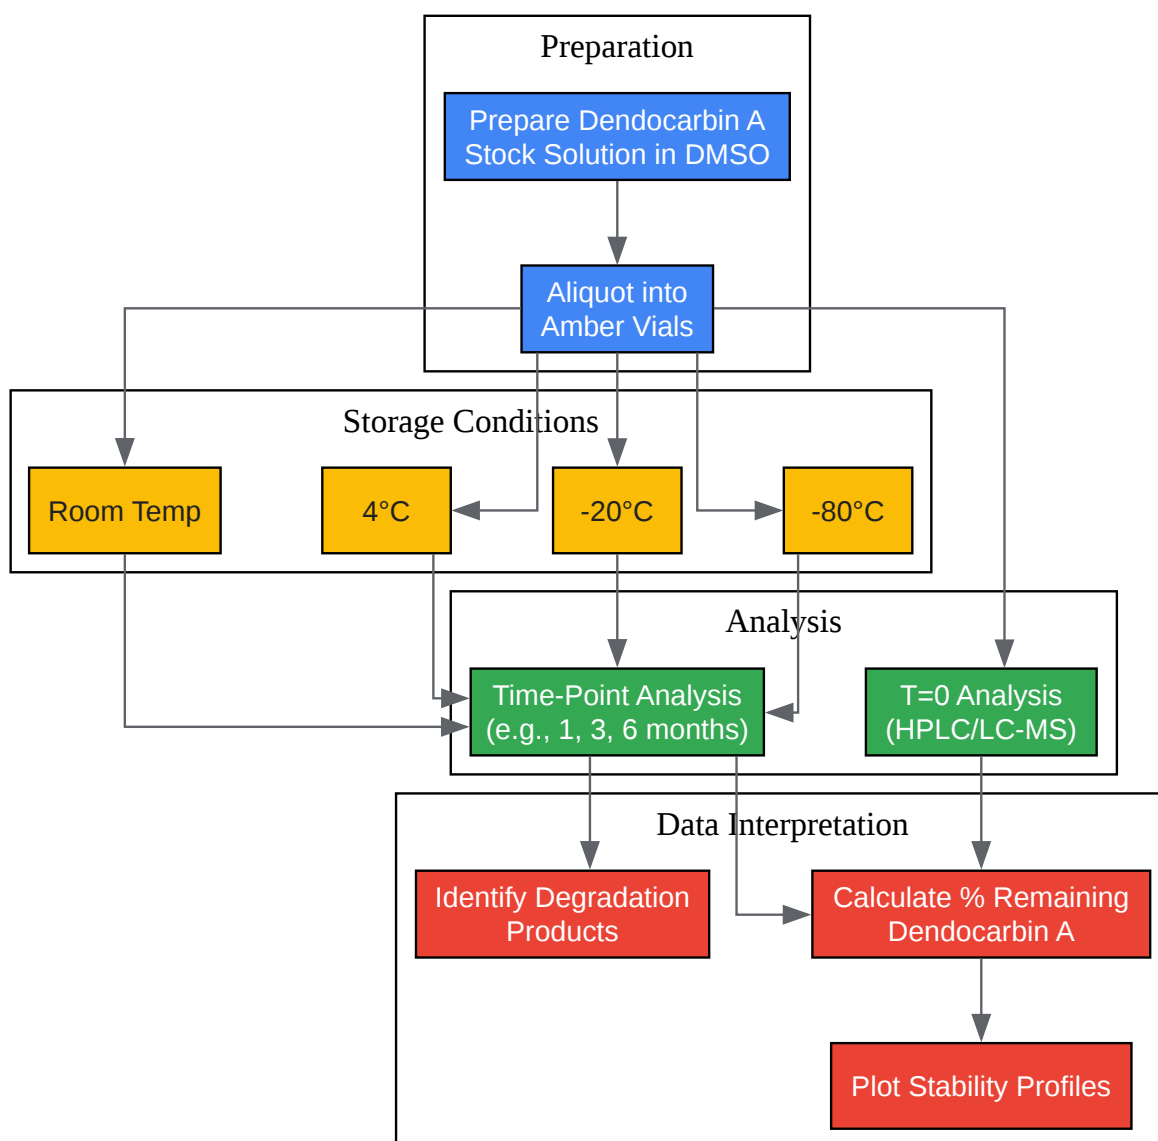 Preparation
Prepare Dendocarbin A
Stock Solution in DMSO
Aliquot into
Amber Vials
Storage Conditions
Room Temp
4°C
-20°C
-80°C
Analysis
Time-Point Analysis
(e.g., 1, 3, 6 months)
T=0 Analysis
(HPLC/LC-MS)
Data Interpretation
Identify Degradation
Products
Calculate % Remaining
Dendocarbin A
Plot Stability Profiles